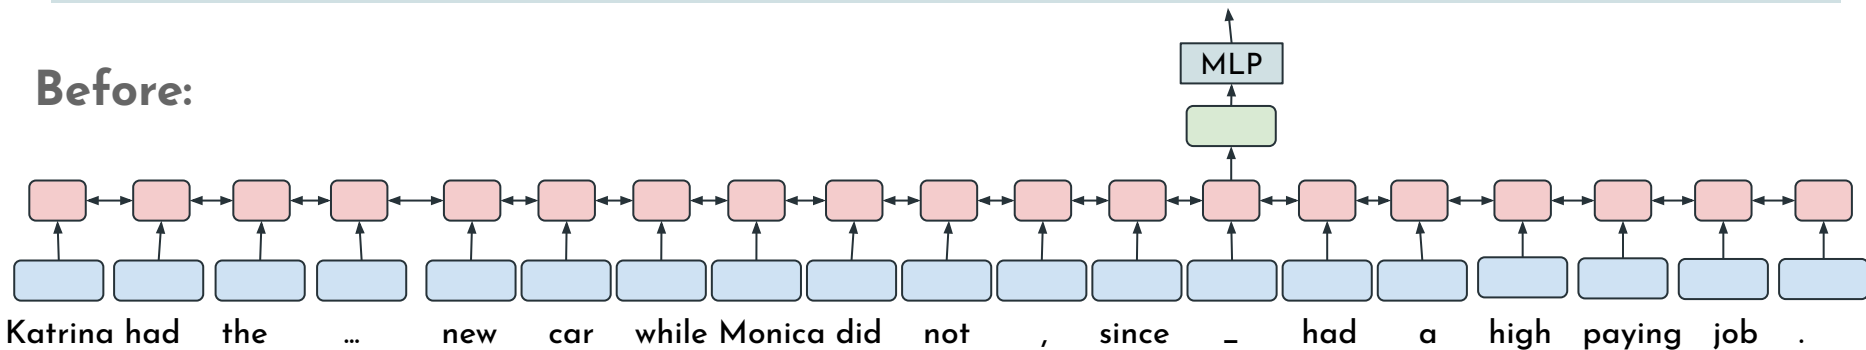 MLP
Before:
Katrina had the ... new car while Monica did not , since _ had a high paying job .